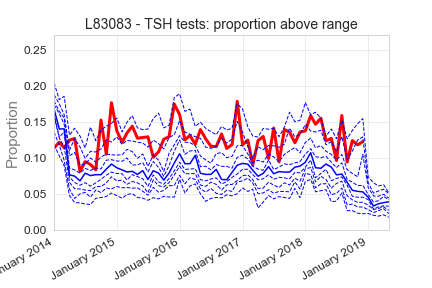 L83083 - TSH tests: proportion above range
Proportion
0.25
0.20
0.15
0.10
0.05
0.00
nuary 2014
January 2015
January 2016
January 2017
January 2018
January 2019